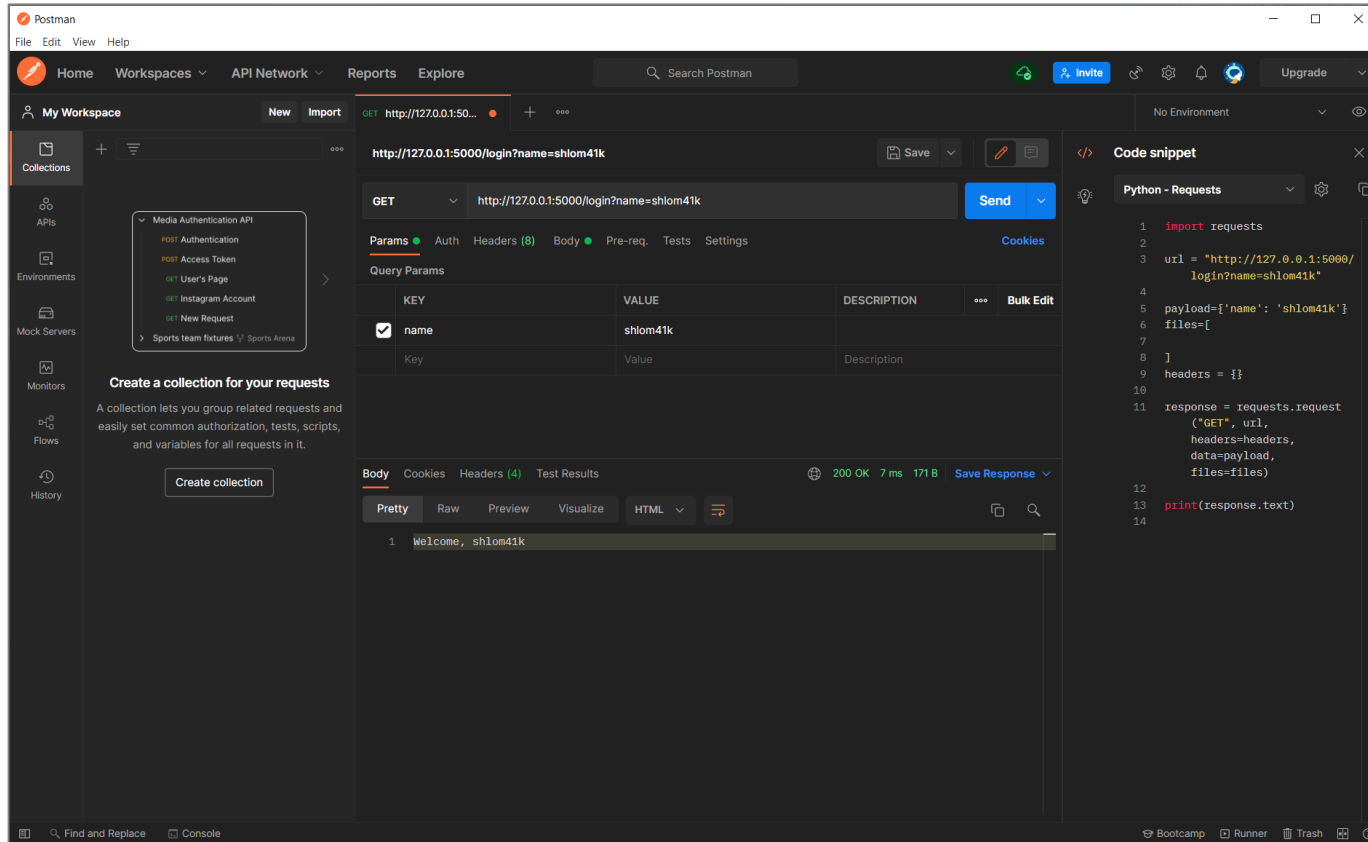 Postman
File Edit View Help
Home Workspaces API Network Reports Explore Search Postman Invite Upgrade
My Workspace New Import
GET http://127.0.0.1:50...
No Environment
Collections
APIs
Environments
Mock Servers
Monitors
Flows
History
Media Authentication API
POST Authentication
POST Access Token
GET User's Page
GET Instagram Account
GET New Request
Sports team fixtures Sports Arena
Create a collection for your requests
A collection lets you group related requests and
easily set common authorization, tests, scripts,
and variables for all requests in it.
Create collection
http://127.0.0.1:5000/login?name=shlom41k Save
GET http://127.0.0.1:5000/login?name=shlom41k Send
Params Auth Headers (8) Body Pre-req. Tests Settings Cookies
Query Params
KEY VALUE DESCRIPTION Bulk Edit
name shlom41k
Key Value Description
Body Cookies Headers (4) Test Results 200 OK 7 ms 171 B Save Response
Pretty Raw Preview Visualize HTML
1 Welcome, shlom41k
</> Code snippet
Python - Requests
1 import requests
2
3 url = "http://127.0.0.1:5000/
login?name=shlom41k"
4
5 payload={'name': 'shlom41k'}
6 files=[
7
8 ]
9 headers = {}
10
11 response = requests.request
("GET", url,
headers=headers,
data=payload,
files=files)
12
13 print(response.text)
14
Find and Replace Console Bootcamp Runner Trash